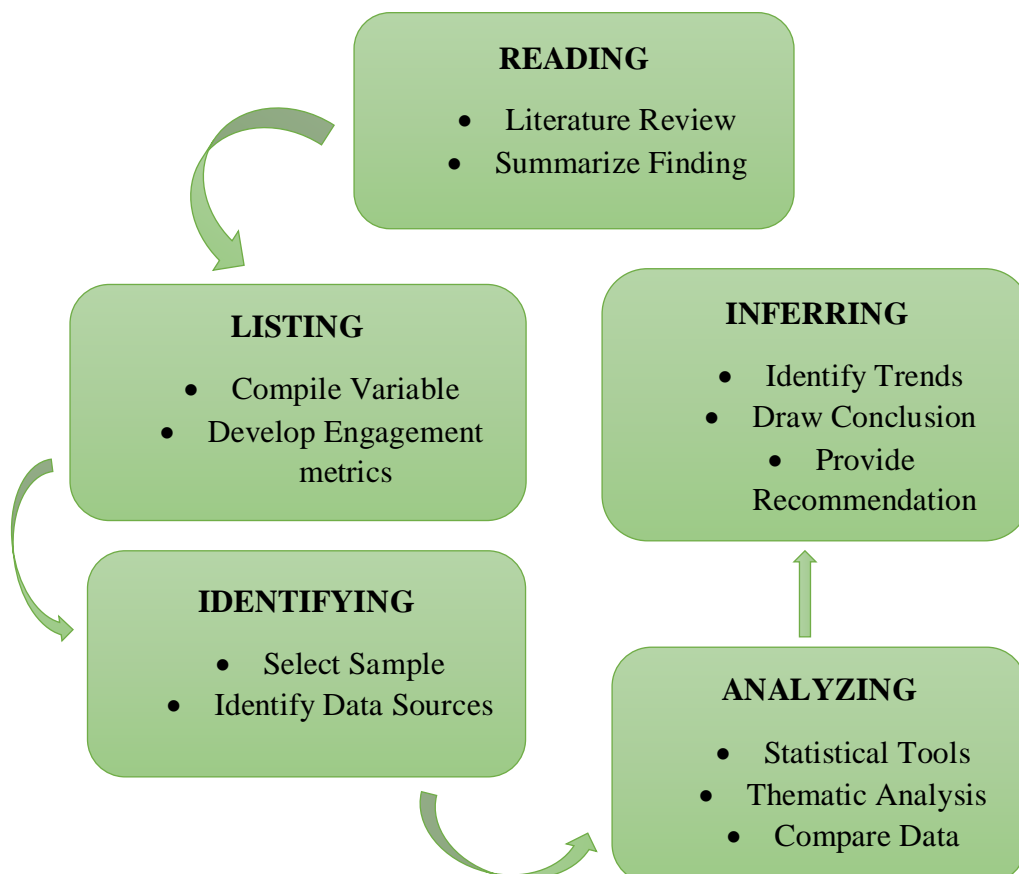 READING
• Literature Review
• Summarize Finding
LISTING
• Compile Variable
• Develop Engagement
metrics
IDENTIFYING
• Select Sample
• Identify Data Sources
ANALYZING
• Statistical Tools
• Thematic Analysis
• Compare Data
INFERRING
• Identify Trends
• Draw Conclusion
• Provide
Recommendation